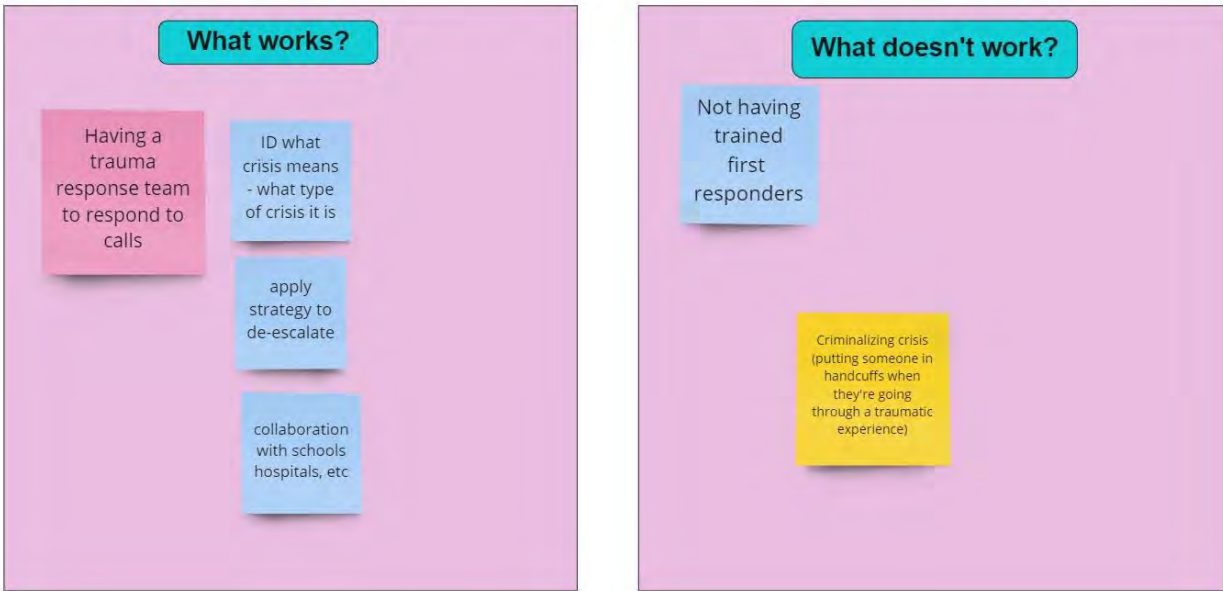 What works?
Having a
trauma
response team
to respond to
calls
ID what
crisis means
- what type
of crisis it is
apply
strategy to
de-escalate
collaboration
with schools
hospitals, etc
What doesn't work?
Not having
trained
first
responders
Criminalizing crisis
(putting someone in
handcuffs when
they're going
through a traumatic
experience)